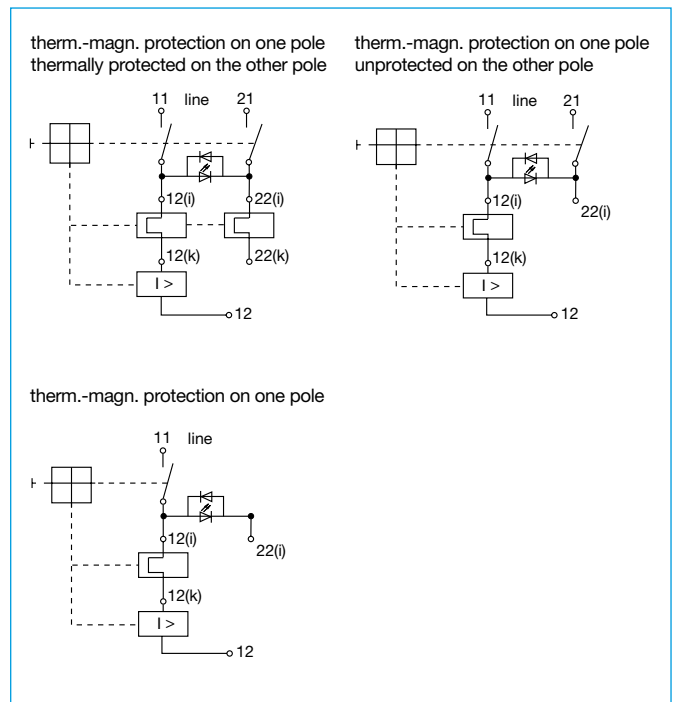 therm.-magn. protection on one pole
thermally protected on the other pole
11 line 21
12(i) 22(i)
12(k) 22(k)
I >
12
therm.-magn. protection on one pole
unprotected on the other pole
11 line 21
12(i) 22(i)
12(k)
I >
12
therm.-magn. protection on one pole
11 line
12(i) 22(i)
12(k)
I >
12